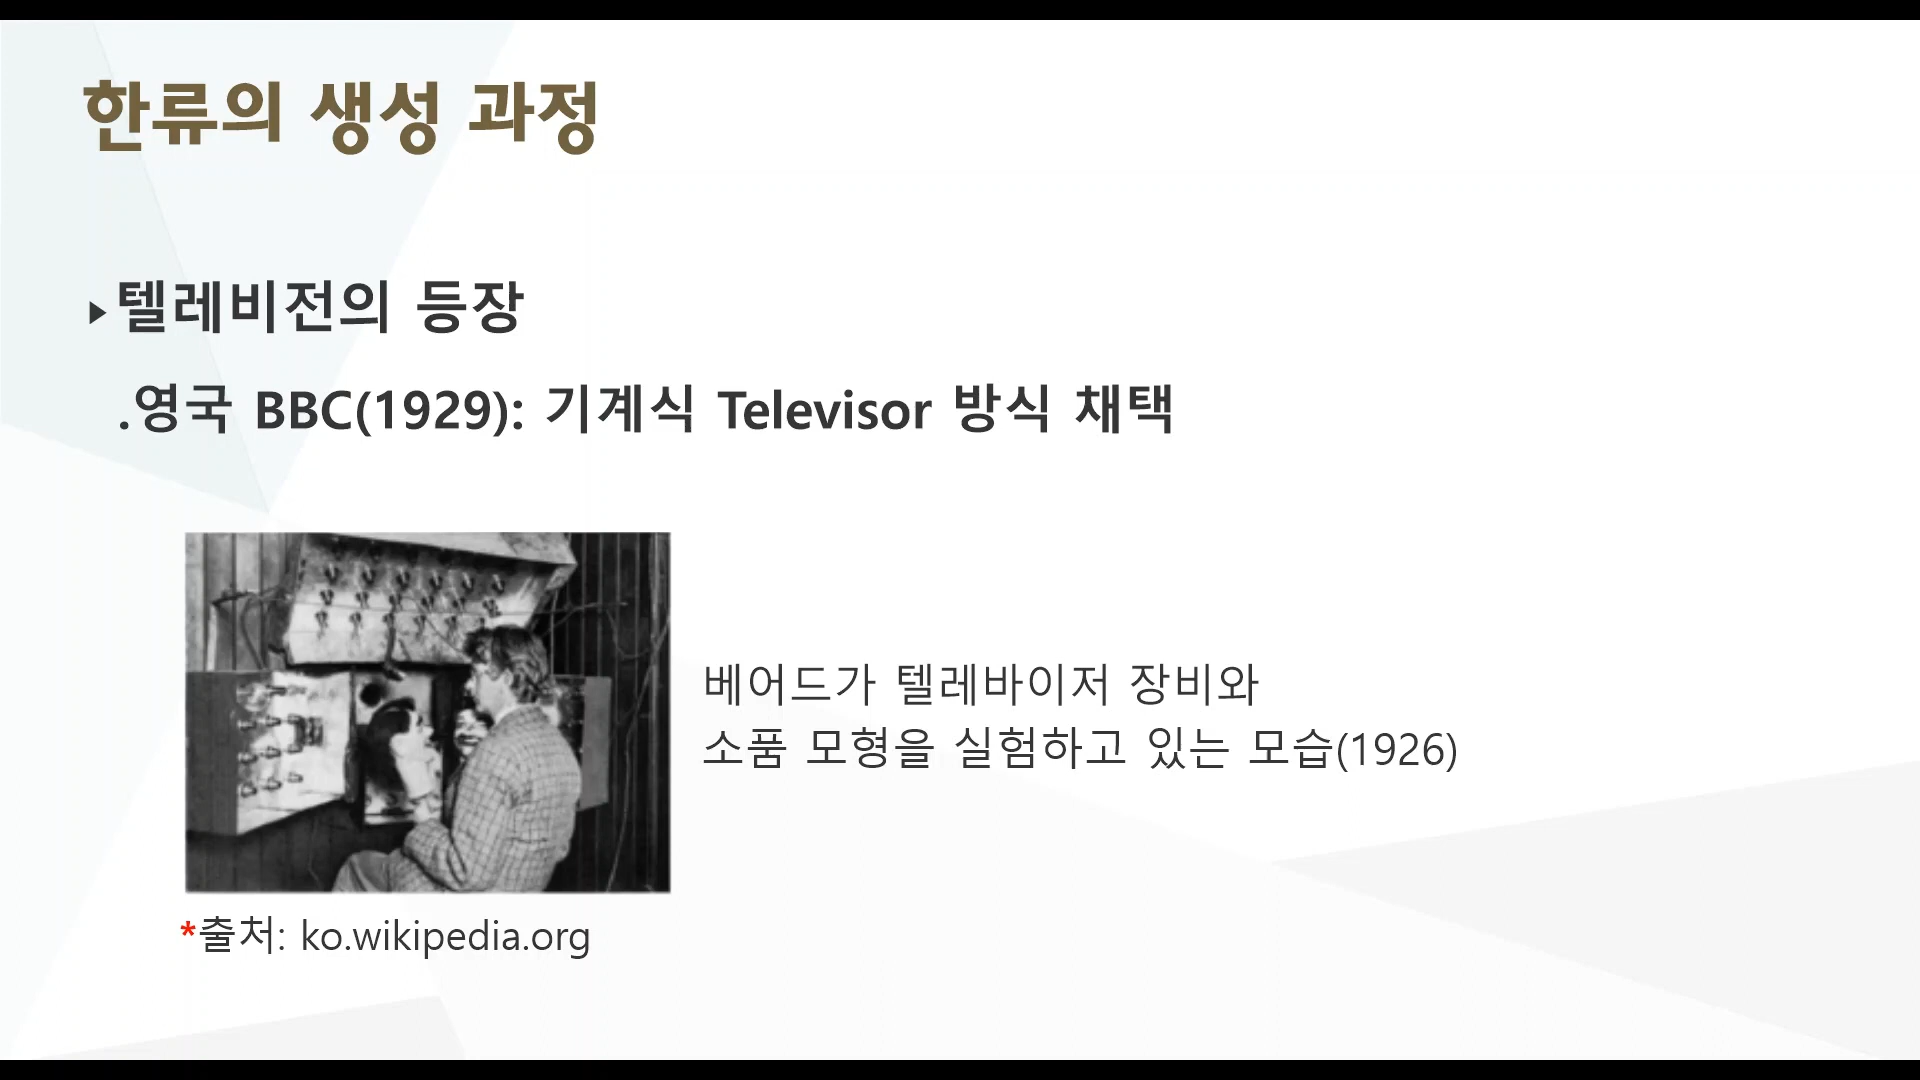 한류의 생성 과정
▶텔레비전의 등장
.영국 BBC(1929): 기계식 Televisor 방식 채택
베어드가 텔레바이저 장비와
소품 모형을 실험하고 있는 모습(1926)
*출처: ko.wikipedia.org